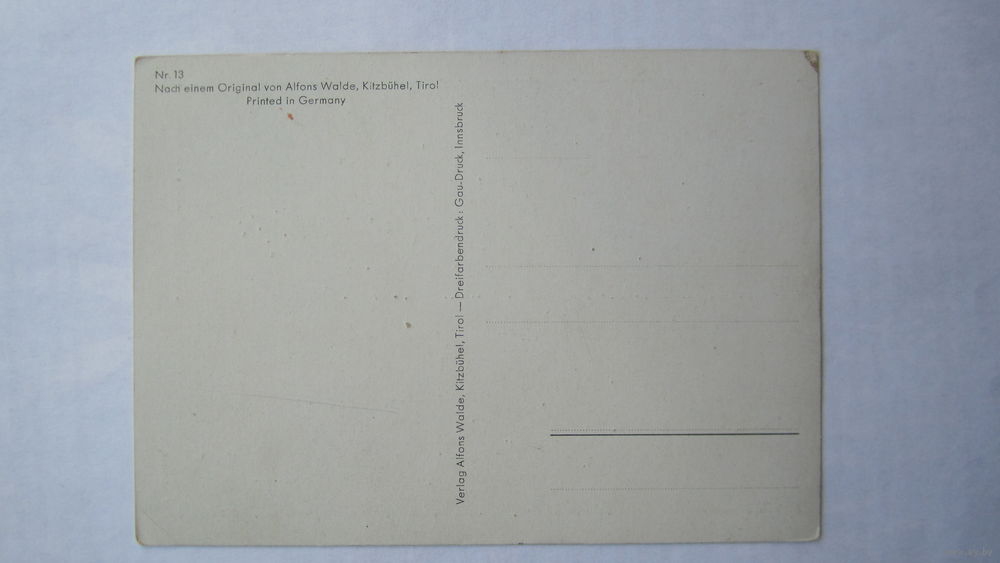 Nr. 13
Nach einem Original von Alfons Walde, Kitzbühel, Tirol
Printed in Germany
Verlag Alfons Walde, Kitzbühel, Tirol — Dreifarbendruck: Gau-Druck, Innsbruck